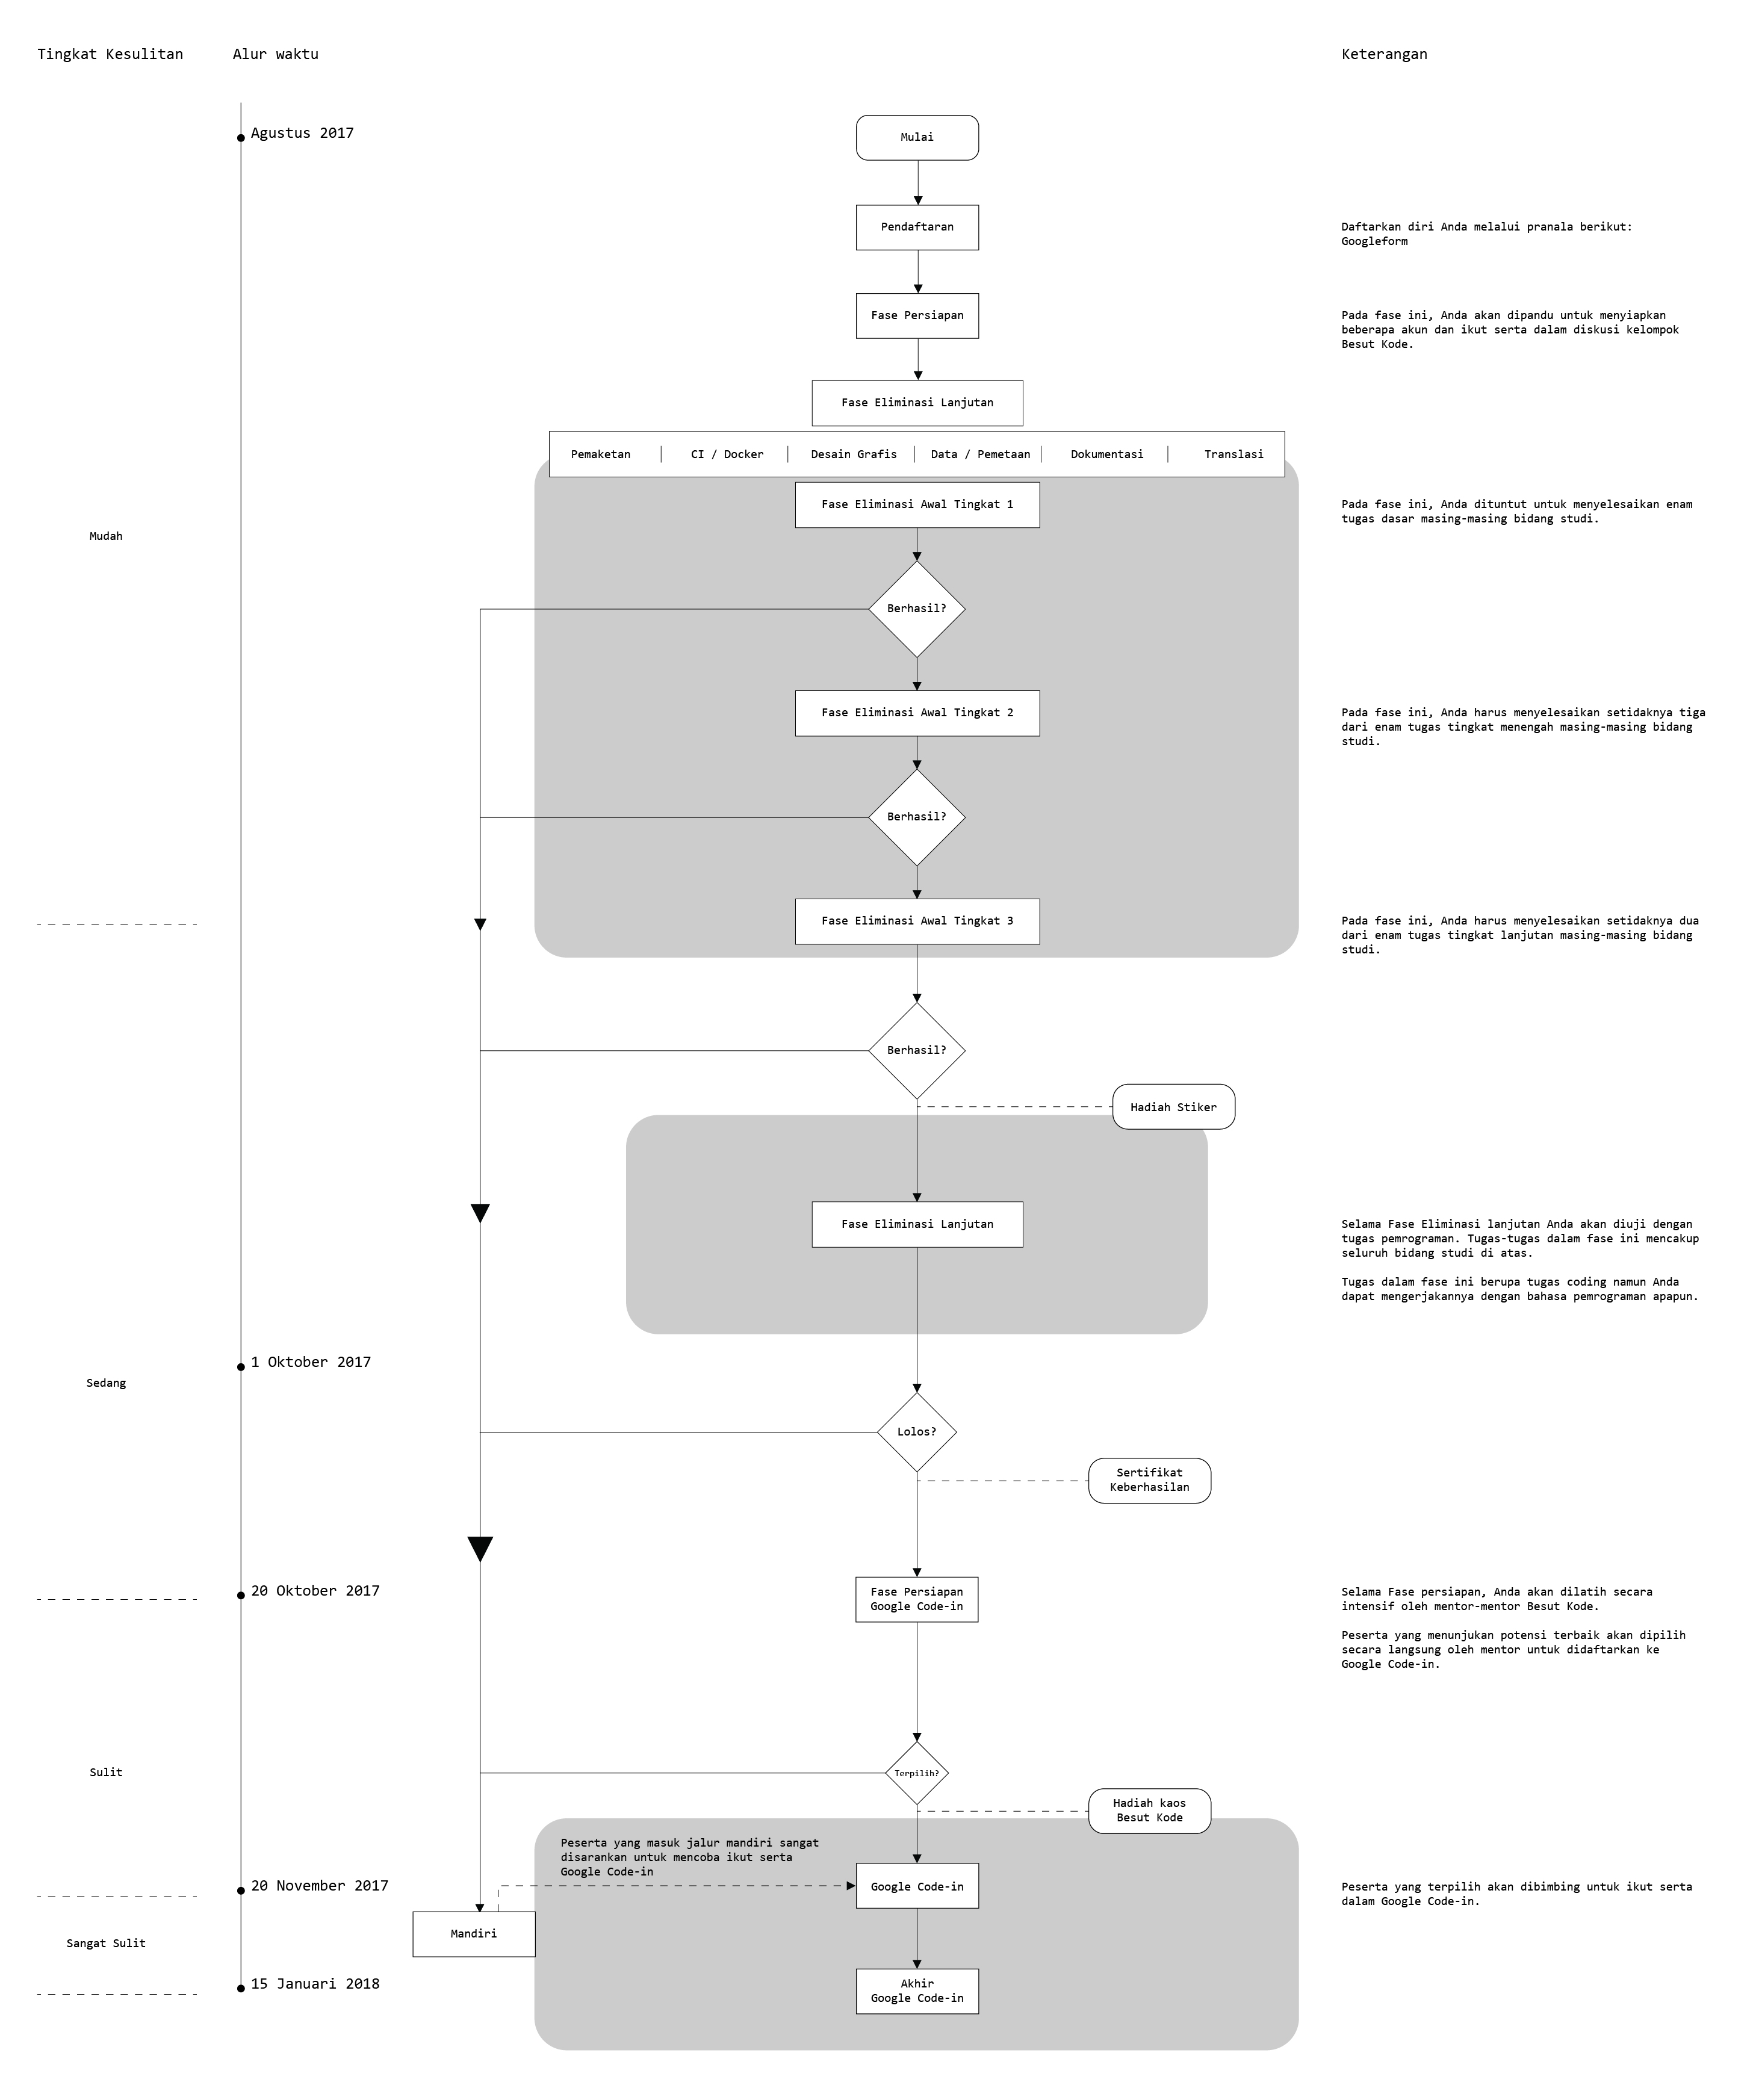 Tingkat Kesulitan
Alur waktu
Keterangan
Agustus 2017
Mulai
Pendaftaran
Daftarkan diri Anda melalui pranala berikut:
Googleform
Fase Persiapan
Pada fase ini, Anda akan dipandu untuk menyiapkan
beberapa akun dan ikut serta dalam diskusi kelompok
Besut Kode.
Fase Eliminasi Lanjutan
Pemaketan
CI / Docker
Desain Grafis
Data / Pemetaan
Dokumentasi
Translasi
Fase Eliminasi Awal Tingkat 1
Pada fase ini, Anda dituntut untuk menyelesaikan enam
tugas dasar masing-masing bidang studi.
Mudah
Berhasil?
Fase Eliminasi Awal Tingkat 2
Pada fase ini, Anda harus menyelesaikan setidaknya tiga
dari enam tugas tingkat menengah masing-masing bidang
studi.
Berhasil?
Fase Eliminasi Awal Tingkat 3
Pada fase ini, Anda harus menyelesaikan setidaknya dua
dari enam tugas tingkat lanjutan masing-masing bidang
studi.
Berhasil?
Hadiah Stiker
Fase Eliminasi Lanjutan
Selama Fase Eliminasi lanjutan Anda akan diuji dengan
tugas pemrograman. Tugas-tugas dalam fase ini mencakup
seluruh bidang studi di atas.
Tugas dalam fase ini berupa tugas coding namun Anda
dapat mengerjakannya dengan bahasa pemrograman apapun.
1 Oktober 2017
Sedang
Lolos?
Sertifikat
Keberhasilan
20 Oktober 2017
Fase Persiapan
Google Code-in
Selama Fase persiapan, Anda akan dilatih secara
intensif oleh mentor-mentor Besut Kode.
Peserta yang menunjukan potensi terbaik akan dipilih
secara langsung oleh mentor untuk didaftarkan ke
Google Code-in.
Sulit
Terpilih?
Hadiah kaos
Besut Kode
Peserta yang masuk jalur mandiri sangat
disarankan untuk mencoba ikut serta
Google Code-in
20 November 2017
Google Code-in
Peserta yang terpilih akan dibimbing untuk ikut serta
dalam Google Code-in.
Mandiri
Sangat Sulit
15 Januari 2018
Akhir
Google Code-in